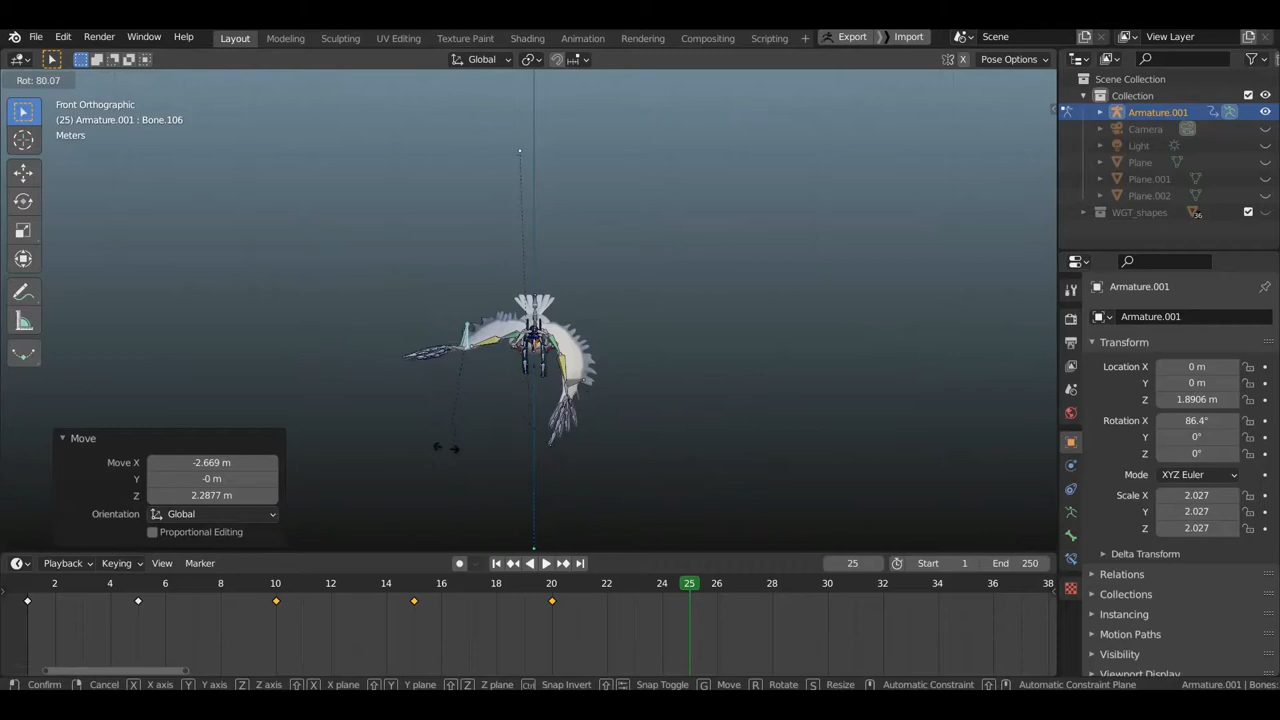 File Edit Render Window Help Layout Modeling Sculpting UV Editing Texture Paint Shading Animation Rendering Compositing Scripting + Export Import Scene View Layer
Global X Pose Options
Rot: 80.07
Front Orthographic
(25) Armature.001 : Bone.106
Meters
Scene Collection
Collection
Armature.001
Camera
Light
Plane
Plane.001
Plane.002
WGT_shapes 36
Armature.001
Armature.001
Transform
Location X 0 m
Y 0 m
Z 1.8906 m
Rotation X 86.4°
Y 0°
Z 0°
Mode XYZ Euler
Scale X 2.027
Y 2.027
Z 2.027
Delta Transform
Relations
Collections
Instancing
Motion Paths
Visibility
Viewport Display
Move
Move X -2.669 m
Y -0 m
Z 2.2877 m
Orientation Global
Proportional Editing
Playback Keying View Marker 25 Start 1 End 250
2 4 6 8 10 12 14 16 18 20 22 24 25 26 28 30 32 34 36 38
Confirm Cancel X X axis Y Y axis Z Z axis X X plane Y Y plane Z Z plane Ctrl Snap Invert Snap Toggle G Move R Rotate S Resize Automatic Constraint Automatic Constraint Plane Armature.001 | Bones: